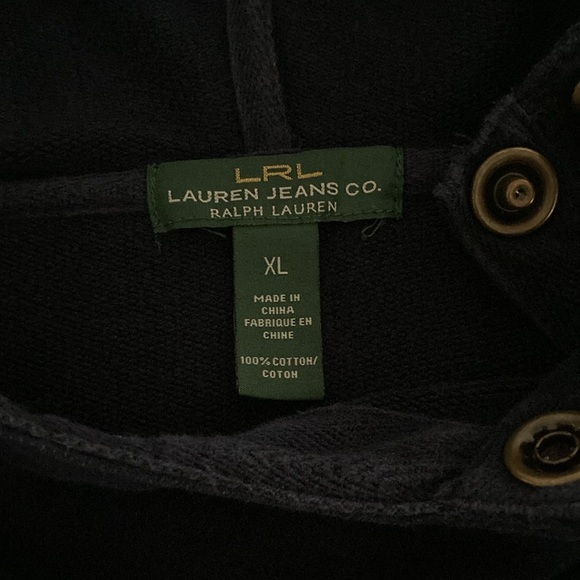 LRL
LAUREN JEANS CO.
RALPH LAUREN
XL
MADE IN
CHINA
FABRIQUE EN
CHINE
100% COTTON/
COTON